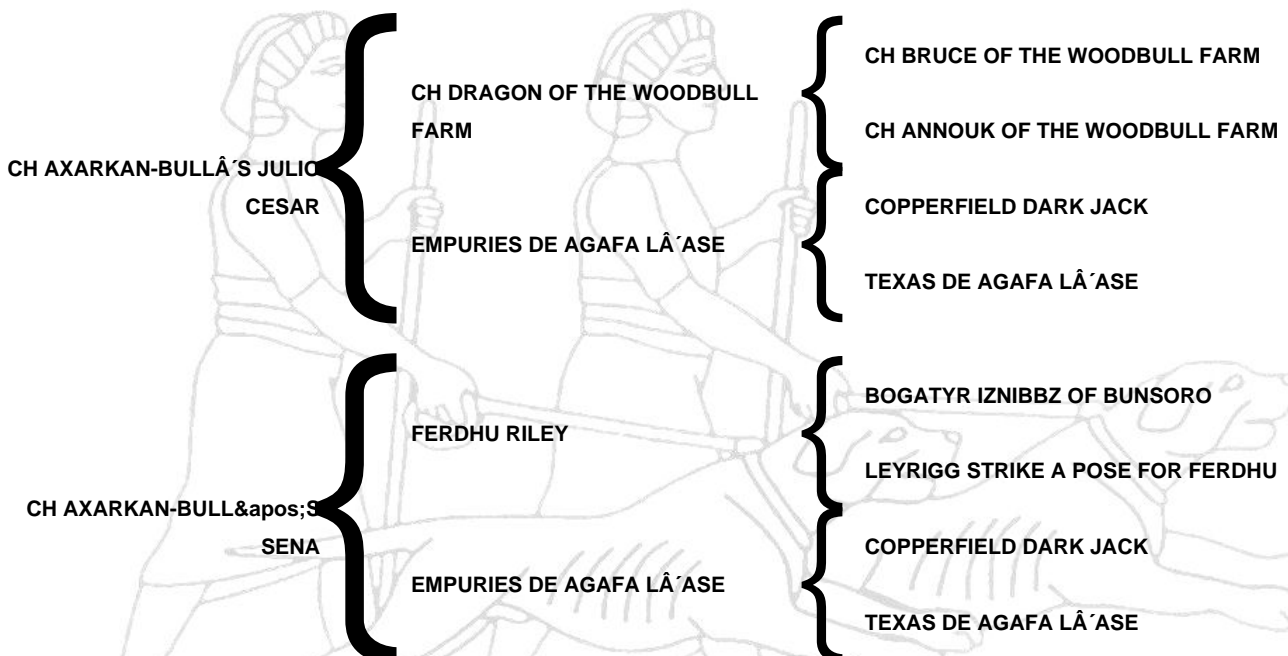 CH BRUCE OF THE WOODBULL FARM
CH DRAGON OF THE WOODBULL
FARM
CH ANNOUK OF THE WOODBULL FARM
CH AXARKAN-BULLÂ´S JULIO
CESAR
COPPERFIELD DARK JACK
EMPURIES DE AGAFA LÂ´ASE
TEXAS DE AGAFA LÂ´ASE
BOGATYR IZNIBBZ OF BUNSORO
FERDHU RILEY
LEYRIGG STRIKE A POSE FOR FERDHU
CH AXARKAN-BULL&apos;S
SENA
COPPERFIELD DARK JACK
EMPURIES DE AGAFA LÂ´ASE
TEXAS DE AGAFA LÂ´ASE